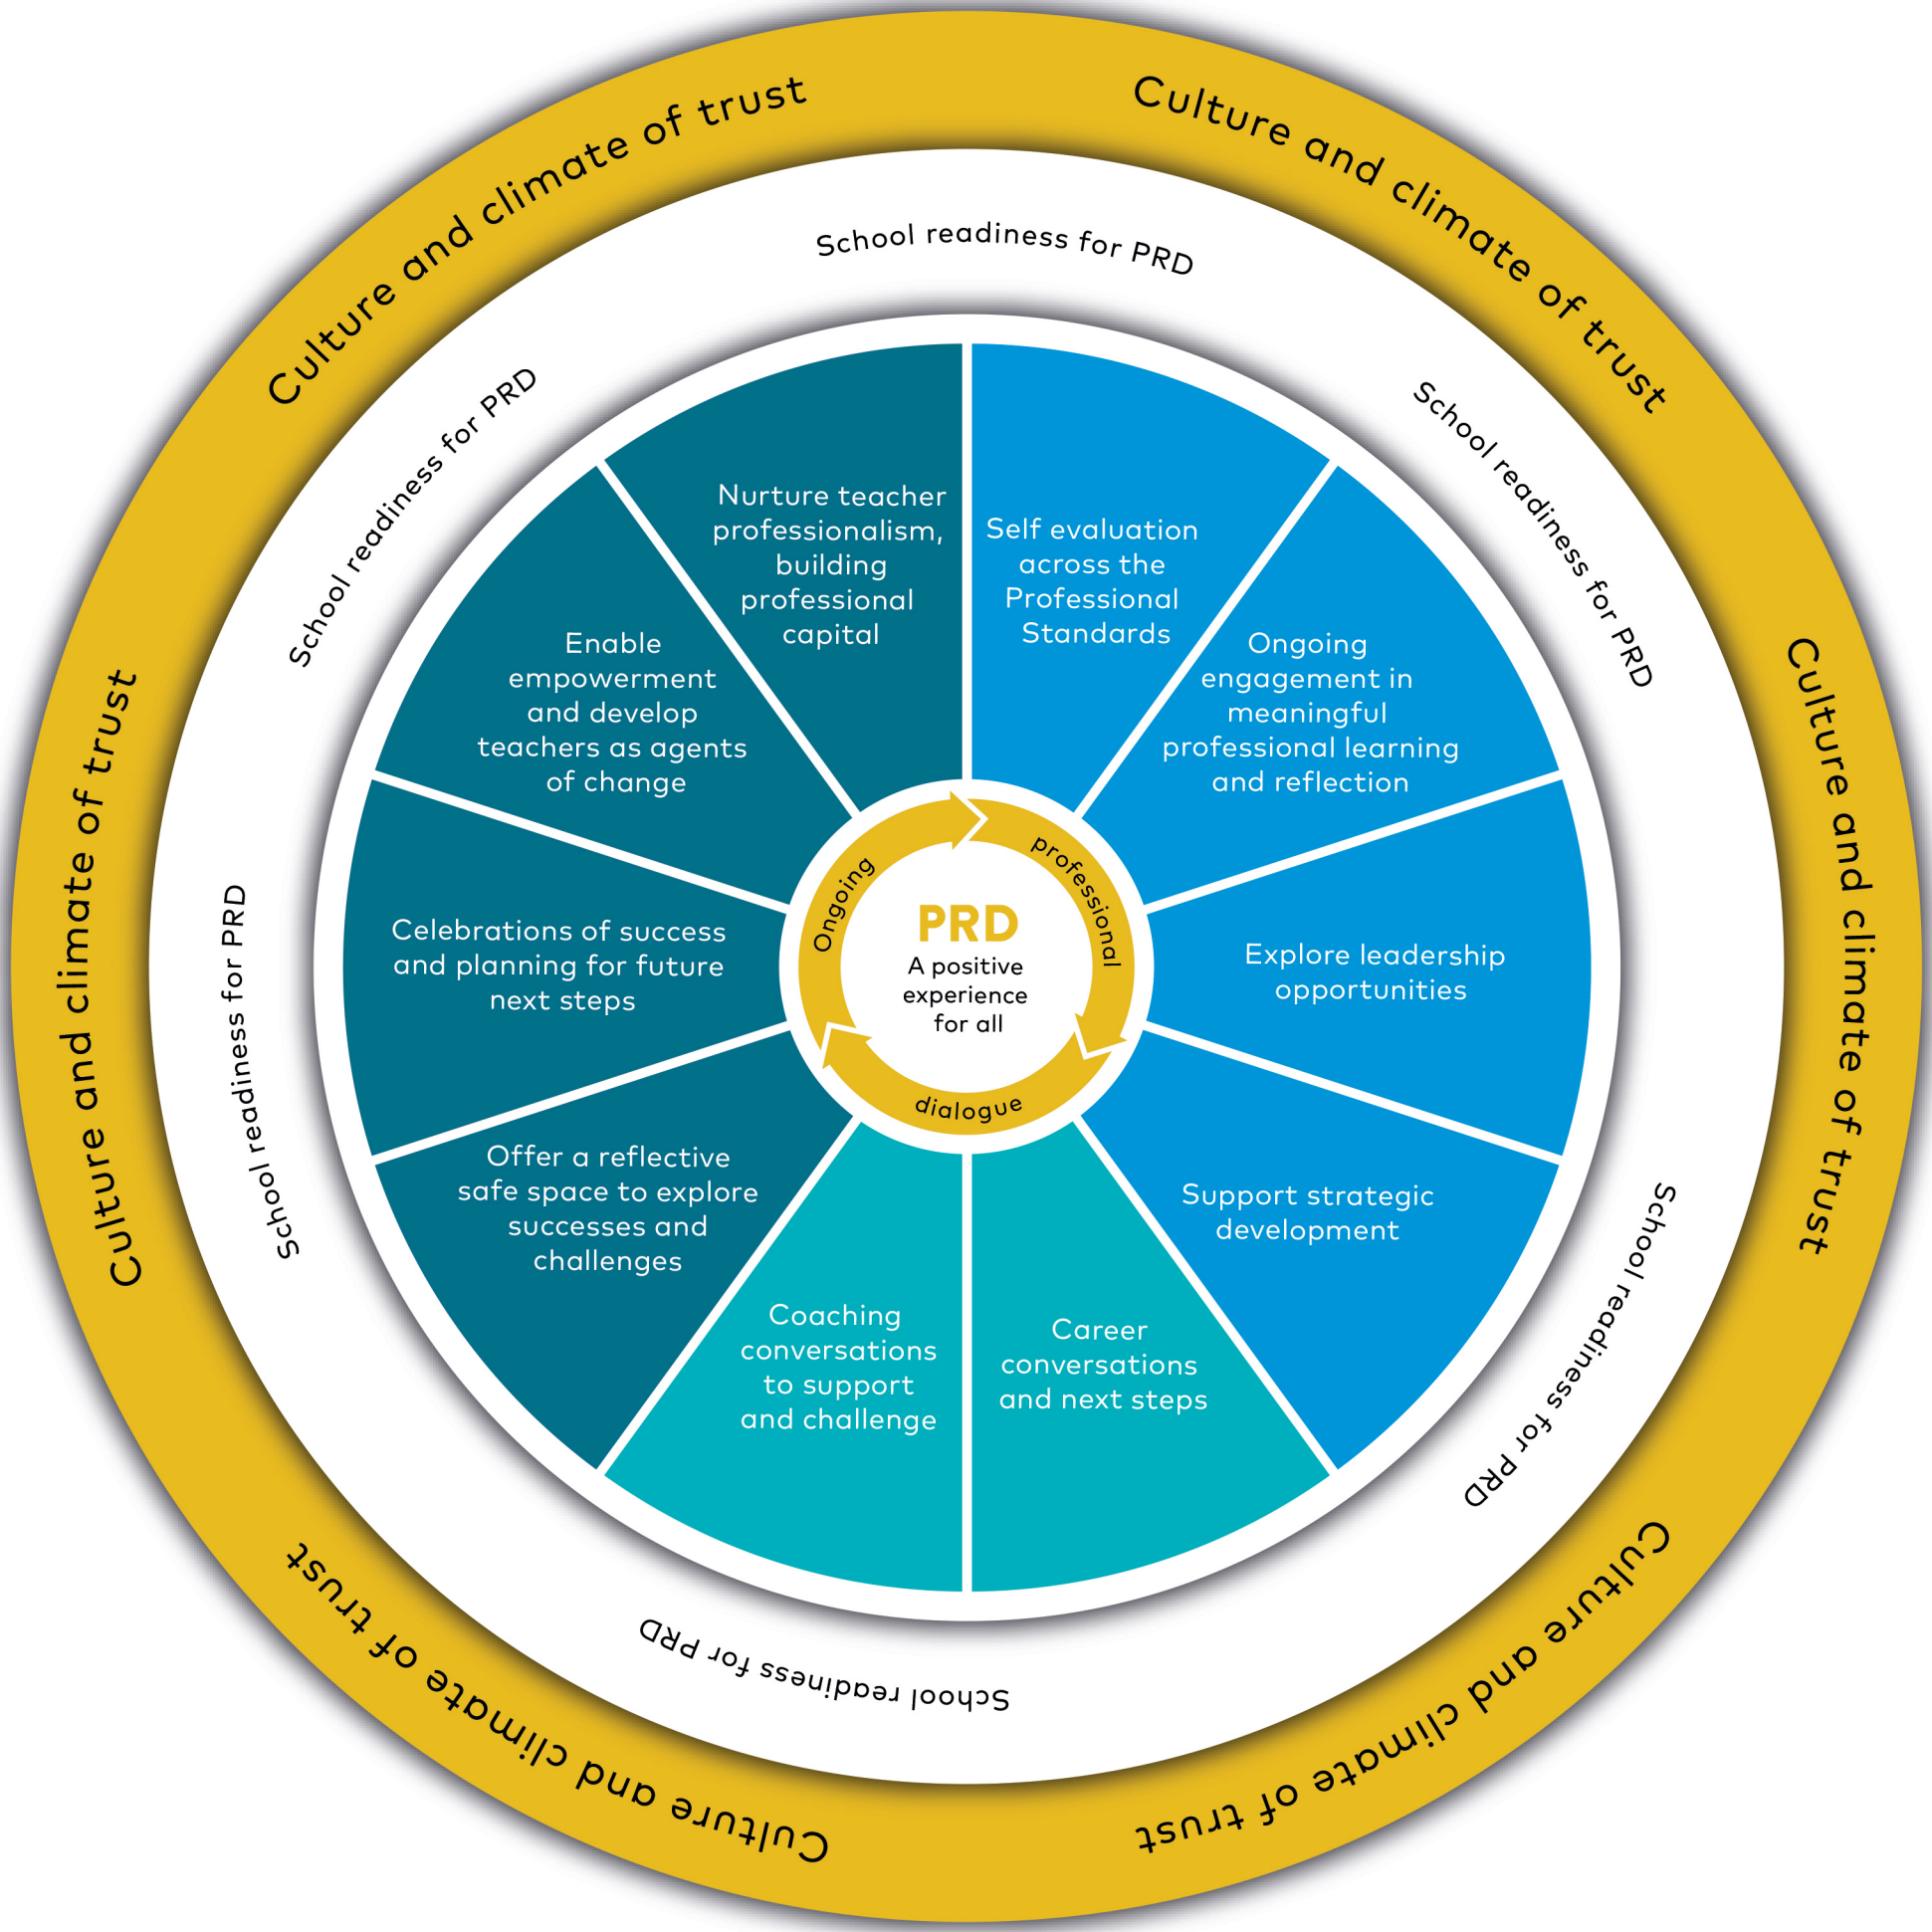 Culture and climate of trust
Culture and climate of trust
Culture and climate of trust
Culture and climate of trust
Culture and climate of trust
Culture and climate of trust
School readiness for PRD
School readiness for PRD
School readiness for PRD
School readiness for PRD
School readiness for PRD
School readiness for PRD
Self evaluation
across the
Professional
Standards
Ongoing
engagement in
meaningful
professional learning
and reflection
Explore leadership
opportunities
Support strategic
development
Career
conversations
and next steps
Coaching
conversations
to support
and challenge
Offer a reflective
safe space to explore
successes and
challenges
Celebrations of success
and planning for future
next steps
Enable
empowerment
and develop
teachers as agents
of change
Nurture teacher
professionalism,
building
professional
capital
Ongoing
professional
dialogue
PRD
A positive
experience
for all